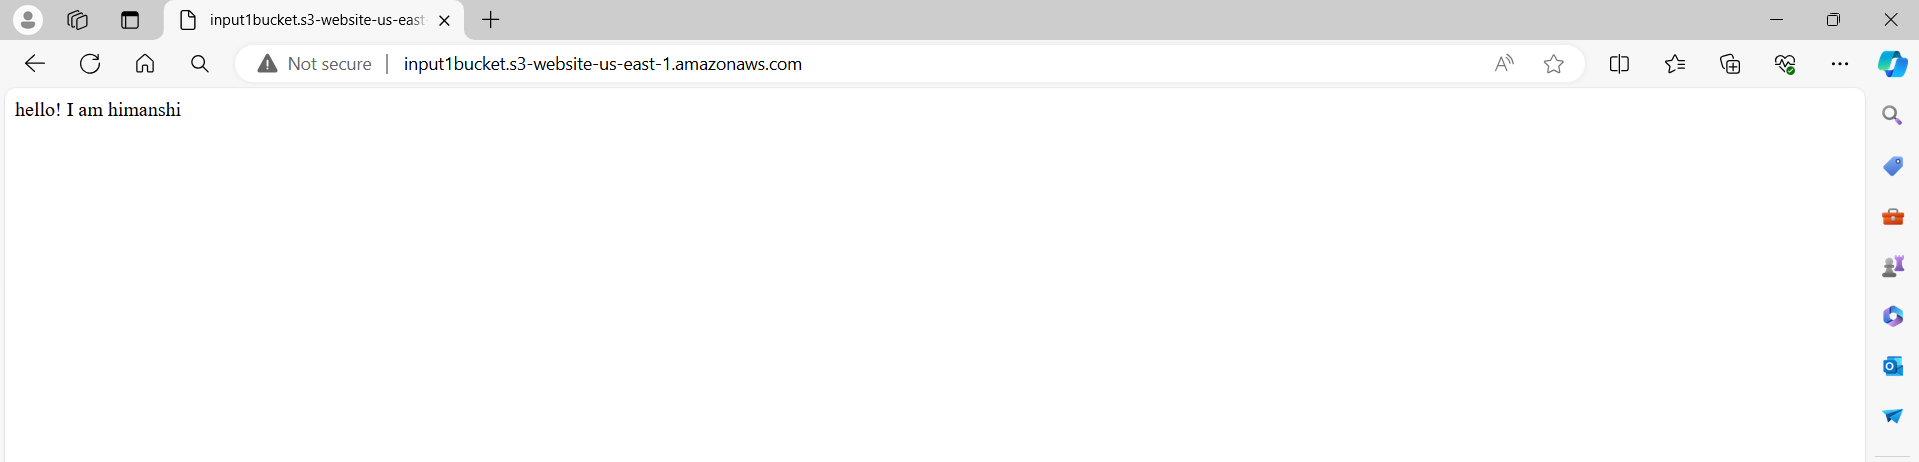 input1bucket.s3-website-us-east
Not secure
input1bucket.s3-website-us-east-1.amazonaws.com
hello! I am himanshi